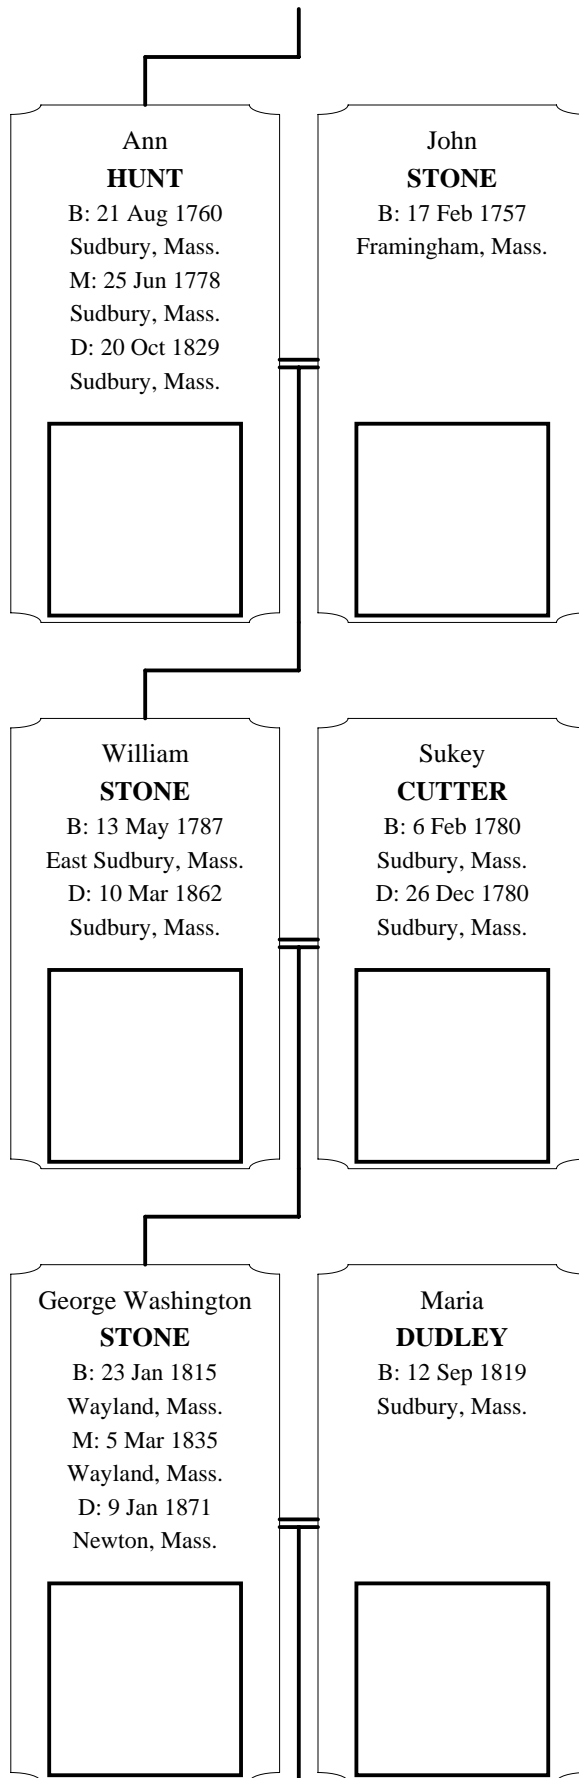 Ann
HUNT
B: 21 Aug 1760
Sudbury, Mass.
M: 25 Jun 1778
Sudbury, Mass.
D: 20 Oct 1829
Sudbury, Mass.
John
STONE
B: 17 Feb 1757
Framingham, Mass.
William
STONE
B: 13 May 1787
East Sudbury, Mass.
D: 10 Mar 1862
Sudbury, Mass.
Sukey
CUTTER
B: 6 Feb 1780
Sudbury, Mass.
D: 26 Dec 1780
Sudbury, Mass.
George Washington
STONE
B: 23 Jan 1815
Wayland, Mass.
M: 5 Mar 1835
Wayland, Mass.
D: 9 Jan 1871
Newton, Mass.
Maria
DUDLEY
B: 12 Sep 1819
Sudbury, Mass.